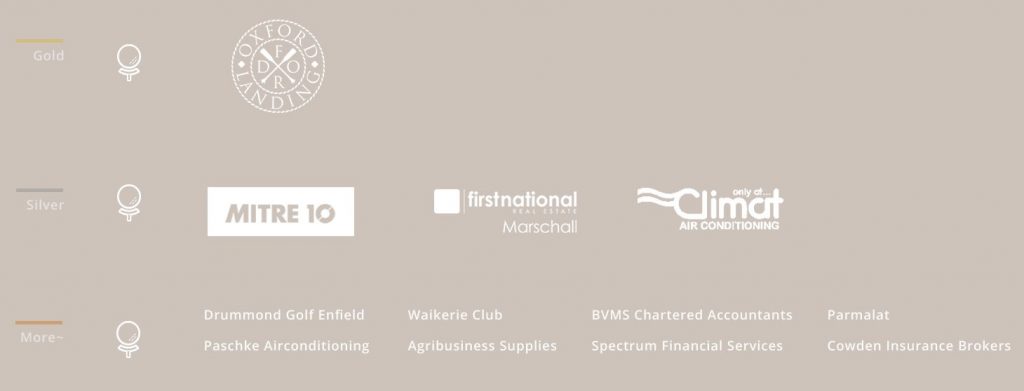 Gold
OXFORD
LANDING
F
D O
R
Silver
MITRE 10
firstnational
REAL ESTATE
Marschall
only at...
Climat
AIR CONDITIONING
More~
Drummond Golf Enfield Waikerie Club BVMS Chartered Accountants Parmalat
Paschke Airconditioning Agribusiness Supplies Spectrum Financial Services Cowden Insurance Brokers